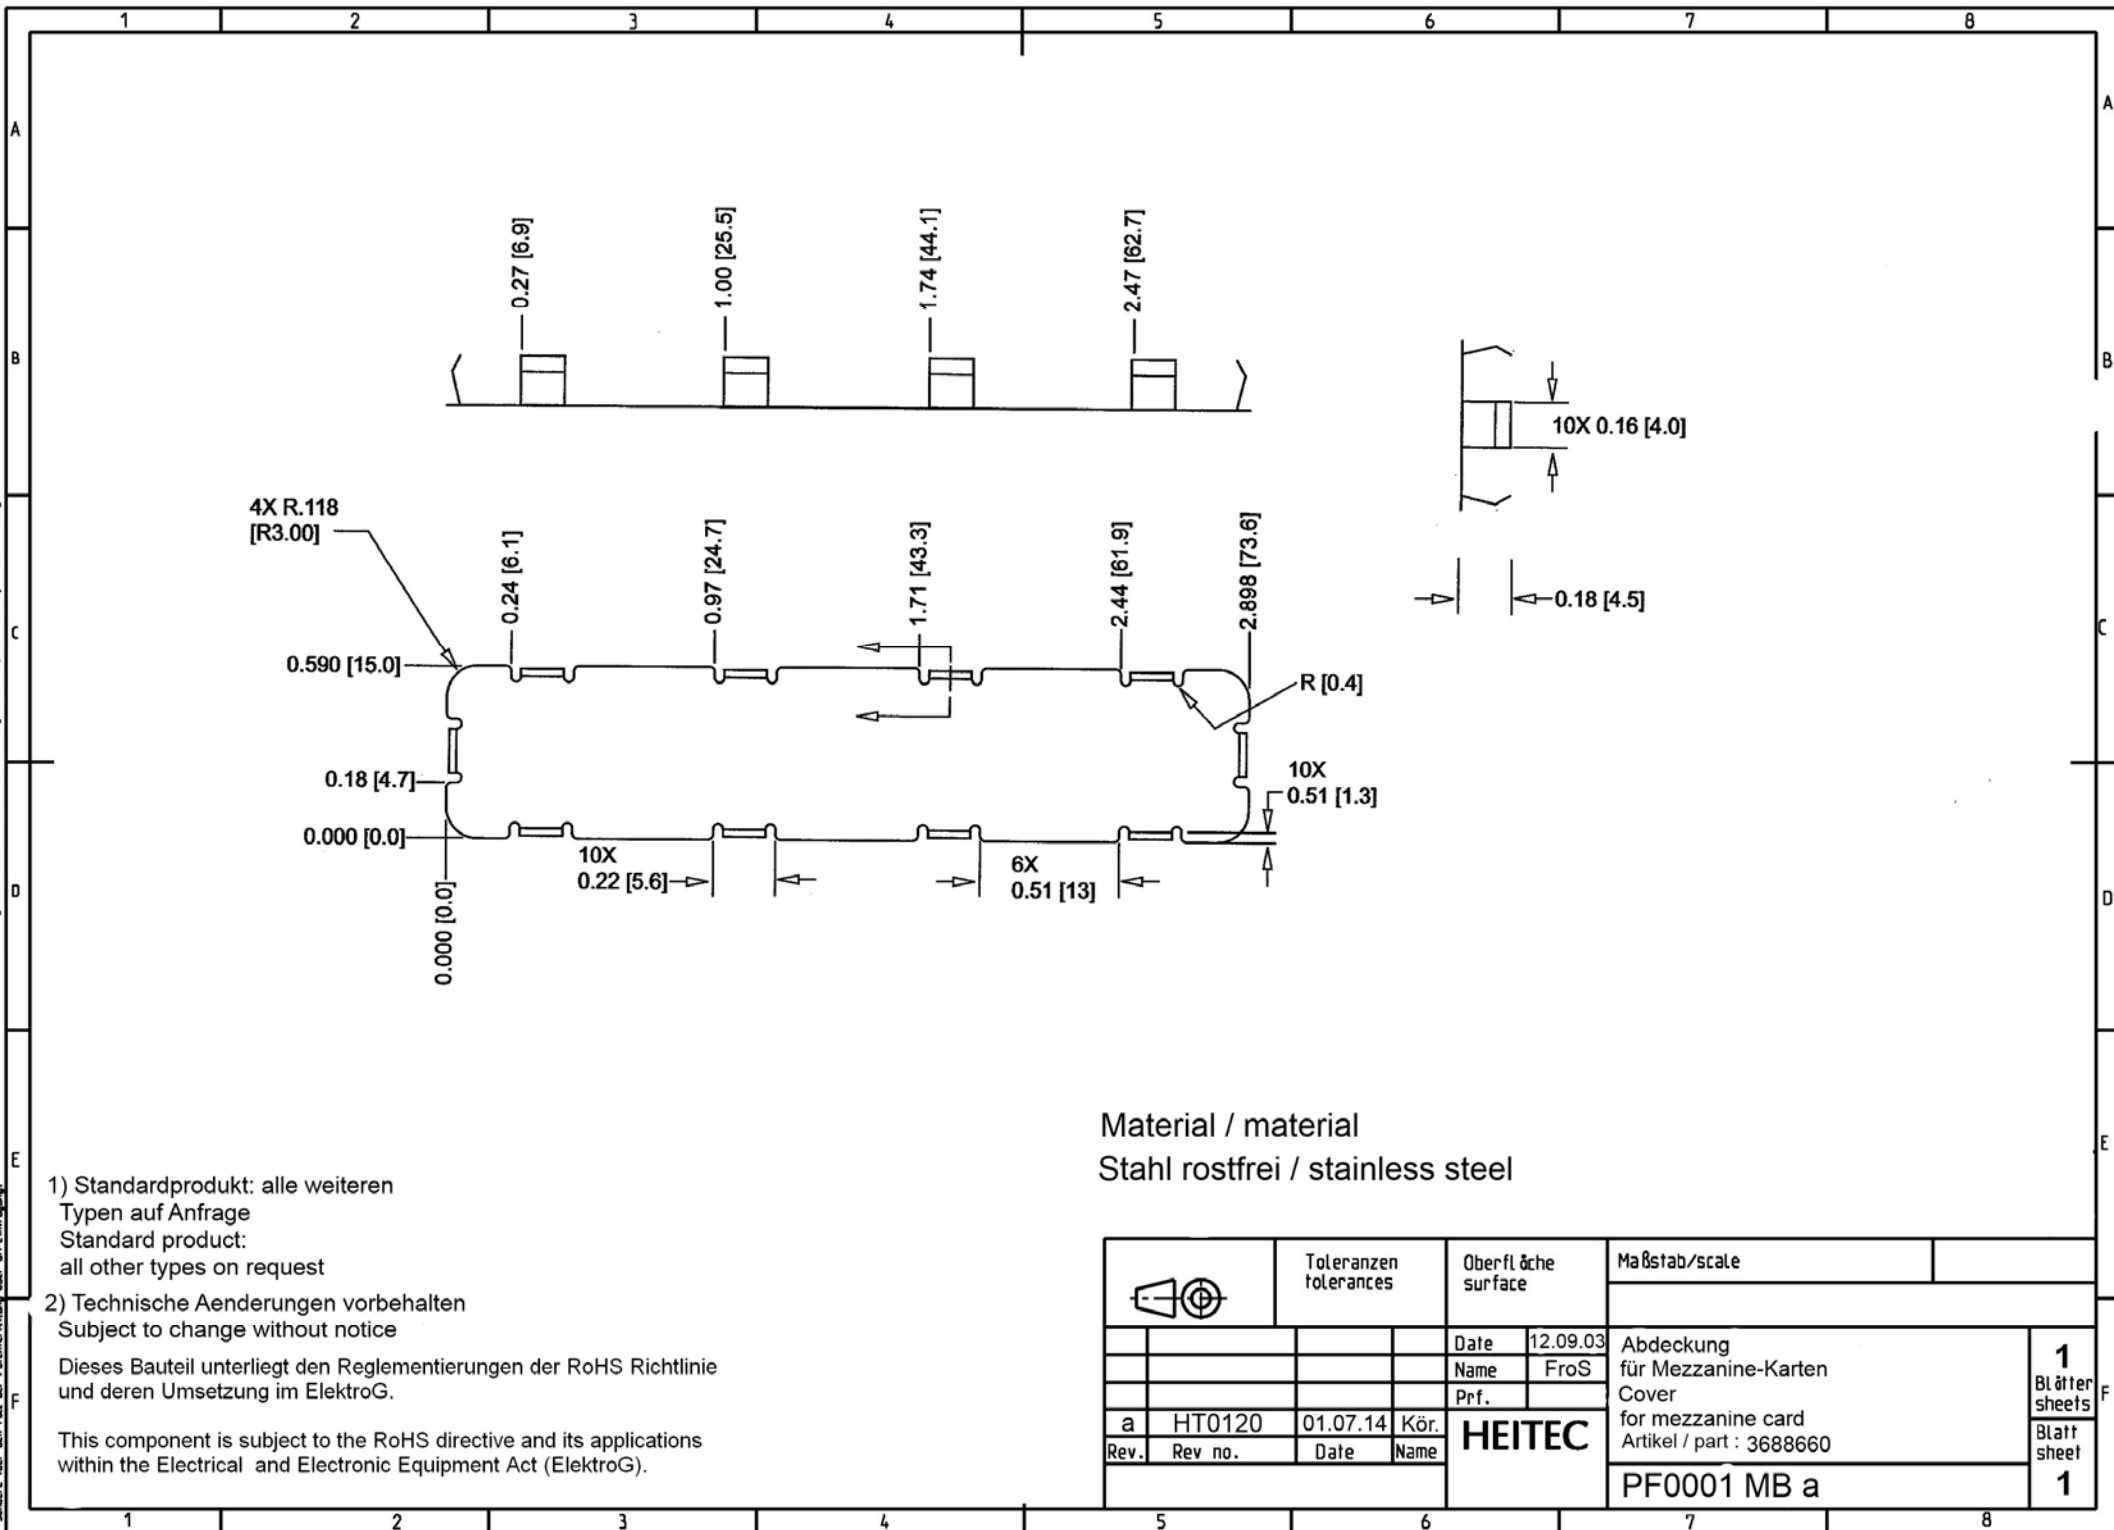 1 2 3 4 5 6 7 8
A A
B B
C C
D D
E E
F F
0.27 [6.9]
1.00 [25.5]
1.74 [44.1]
2.47 [62.7]
10X 0.16 [4.0]
0.18 [4.5]
4X R.118
[R3.00]
0.24 [6.1]
0.97 [24.7]
1.71 [43.3]
2.44 [61.9]
2.898 [73.6]
0.590 [15.0]
R [0.4]
0.18 [4.7]
10X
0.51 [1.3]
0.000 [0.0]
0.000 [0.0]
10X
0.22 [5.6]
6X
0.51 [13]
Material / material
Stahl rostfrei / stainless steel
1) Standardprodukt: alle weiteren
Typen auf Anfrage
Standard product:
all other types on request
2) Technische Aenderungen vorbehalten
Subject to change without notice
Dieses Bauteil unterliegt den Reglementierungen der RoHS Richtlinie
und deren Umsetzung im ElektroG.
This component is subject to the RoHS directive and its applications
within the Electrical and Electronic Equipment Act (ElektroG).
Toleranzen
tolerances
Oberfläche
surface
Maßstab/scale
Date 12.09.03
Name FroS
Prf.
a HT0120 01.07.14 Kör.
Rev. Rev no. Date Name
HEITEC
Abdeckung
für Mezzanine-Karten
Cover
for mezzanine card
Artikel / part : 3688660
PF0001 MB a
1
Blätter
sheets
Blatt
sheet
1
1 2 3 4 5 6 7 8